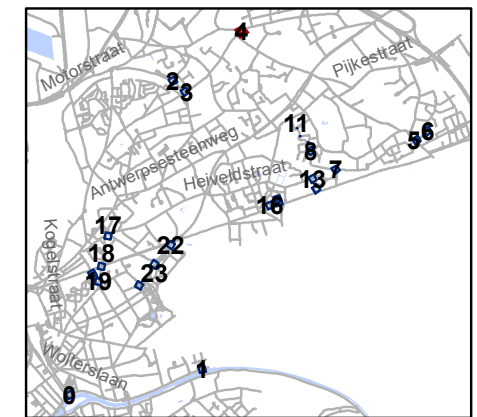 4
Motorstraat
Pijkestraat
2
3
11
6
5
8
Antwerpsesteenweg
Heiveldstraat
7
13
16
17
Kogelstraat
22
18
19
23
Wolterslaan
1
0